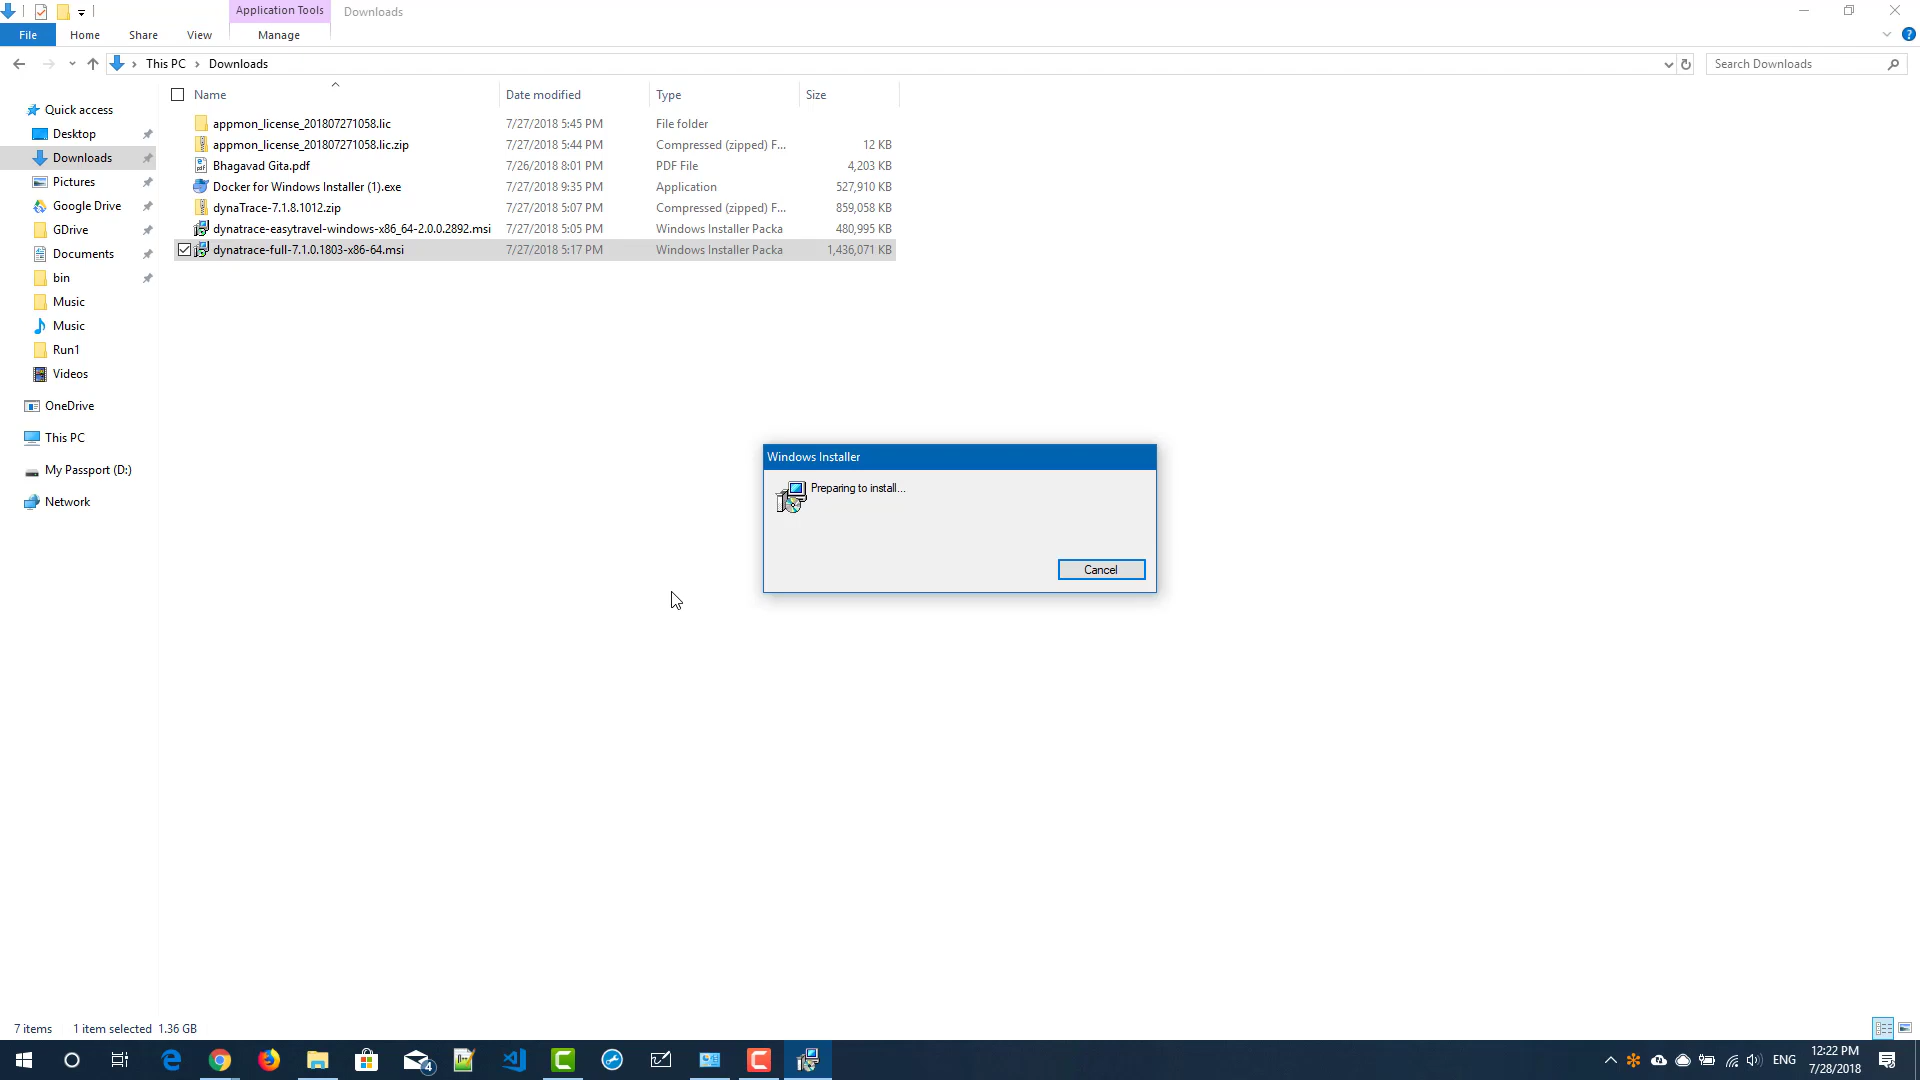 Application Tools
Downloads
File
Home
Share
View
Manage
This PC
Downloads
Search Downloads
Name
Date modified
Type
Size
appmon_license_201807271058.lic 7/27/2018 5:45 PM File folder
appmon_license_201807271058.lic.zip 7/27/2018 5:44 PM Compressed (zipped) F... 12 KB
Bhagavad Gita.pdf 7/26/2018 8:01 PM PDF File 4,203 KB
Docker for Windows Installer (1).exe 7/27/2018 9:35 PM Application 527,910 KB
dynaTrace-7.1.8.1012.zip 7/27/2018 5:07 PM Compressed (zipped) F... 859,058 KB
dynatrace-easytravel-windows-x86_64-2.0.0.2892.msi 7/27/2018 5:05 PM Windows Installer Packa 480,995 KB
dynatrace-full-7.1.0.1803-x86-64.msi 7/27/2018 5:17 PM Windows Installer Packa 1,436,071 KB
Quick access
Desktop
Downloads
Pictures
Google Drive
GDrive
Documents
bin
Music
Music
Run1
Videos
OneDrive
This PC
My Passport (D:)
Network
Windows Installer
Preparing to install...
Cancel
7 items 1 item selected 1.36 GB
4
ENG
12:22 PM
7/28/2018